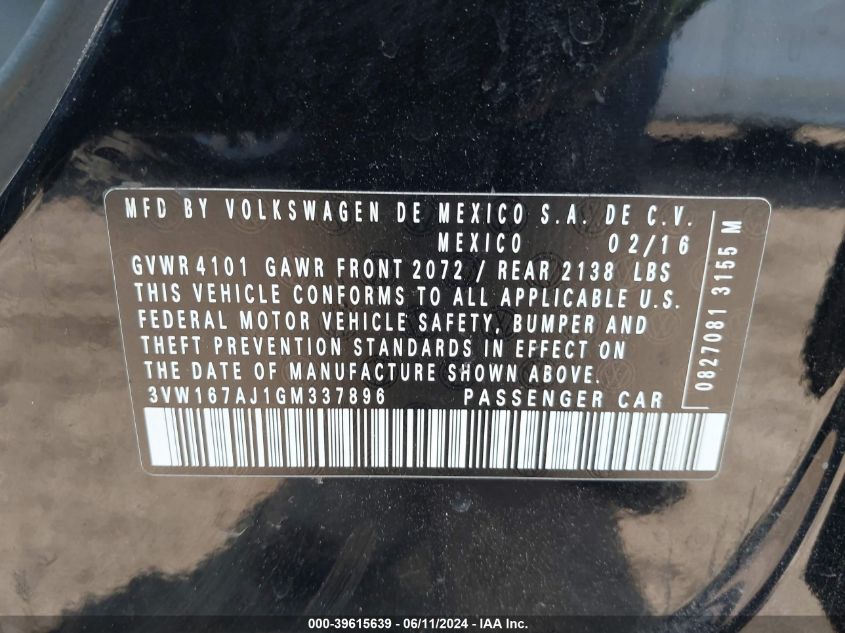 MFD BY VOLKSWAGEN DE MEXICO S.A. DE C.V.
MEXICO 02/16
GVWR 4101 GAWR FRONT 2072 / REAR 2138 LBS
THIS VEHICLE CONFORMS TO ALL APPLICABLE U.S.
FEDERAL MOTOR VEHICLE SAFETY, BUMPER AND
THEFT PREVENTION STANDARDS IN EFFECT ON
THE DATE OF MANUFACTURE SHOWN ABOVE.
3VW167AJ1GM337896 PASSENGER CAR
0827081 3155 M
000-39615639 - 06/11/2024 - IAA Inc.